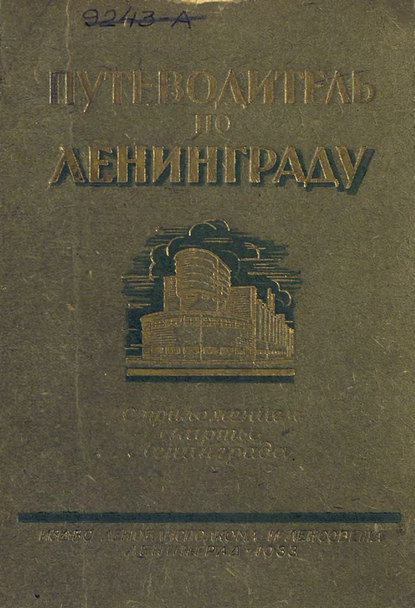 9243-А
ПУТЕВОДИТЕЛЬ
ПО
ЛЕНИНГРАДУ
с приложением
карты
Ленинграда
ИЗД-ВО ЛЕНОБЛИСПОЛКОМА И ЛЕНСОВЕТА
ЛЕНИНГРАД - 1933